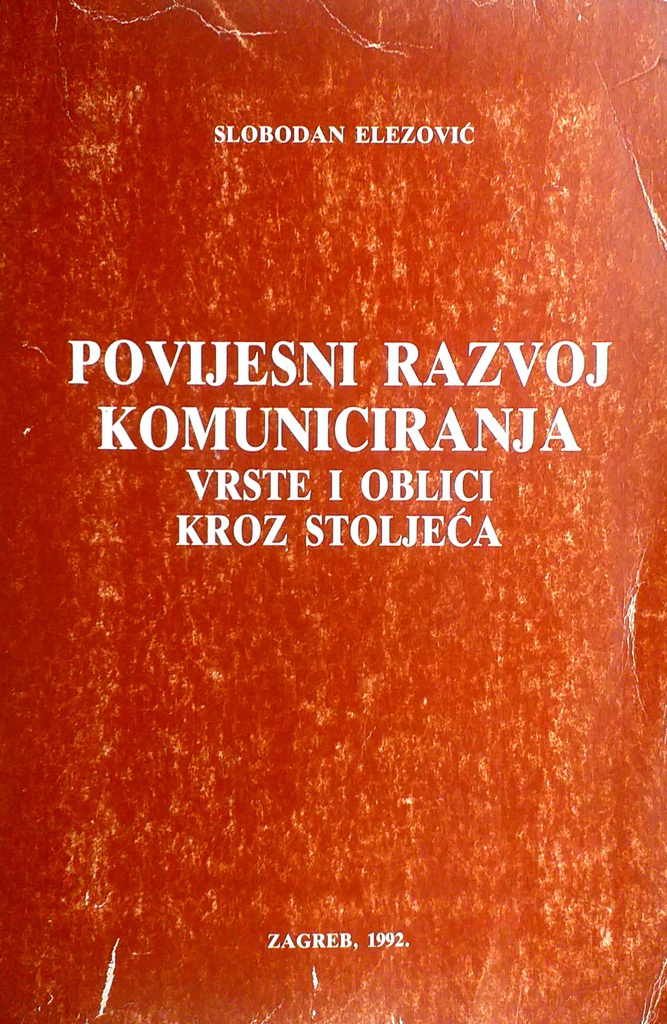 SLOBODAN ELEZOVIĆ
POVIJESNI RAZVOJ
KOMUNICIRANJA
VRSTE I OBLICI
KROZ STOLJEĆA
ZAGREB, 1992.